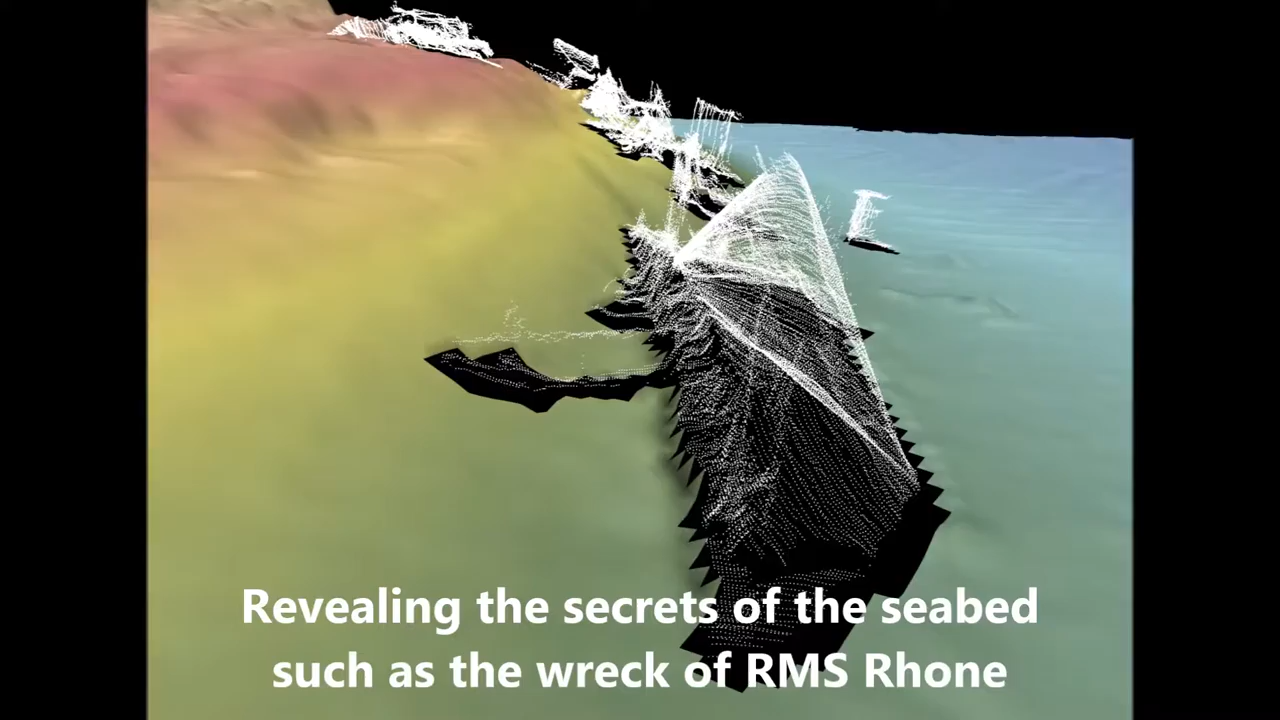 Revealing the secrets of the seabed
such as the wreck of RMS Rhone